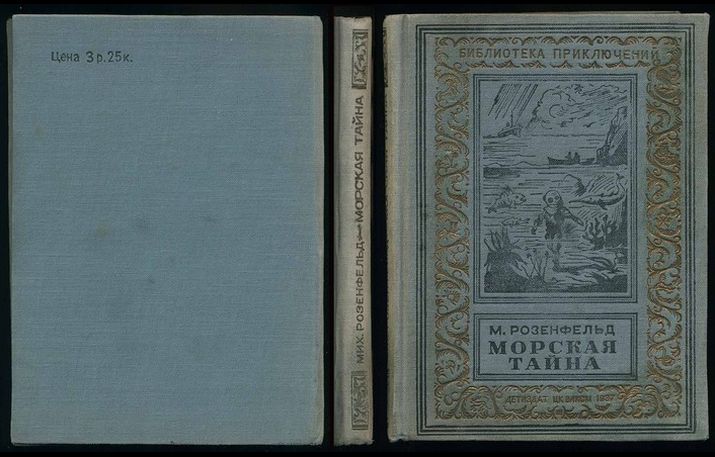 Цена 3 р. 25 к.
МИХ. РОЗЕНФЕЛЬД — МОРСКАЯ ТАЙНА
БИБЛИОТЕКА ПРИКЛЮЧЕНИЙ
М. РОЗЕНФЕЛЬД
МОРСКАЯ
ТАЙНА
ДЕТИЗДАТ ЦК ВЛКСМ 1937